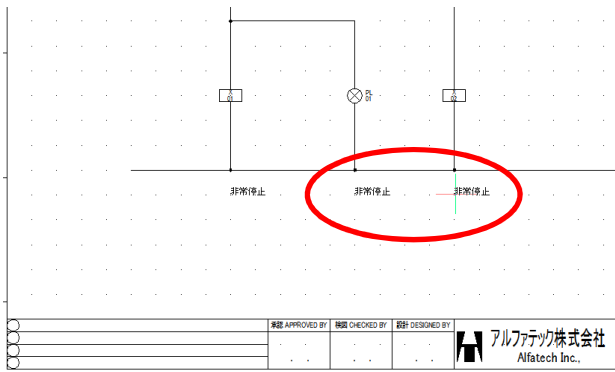 01
PL
01
02
非常停止 非常停止 非常停止
承認 APPROVED BY 検図 CHECKED BY 設計 DESIGNED BY
アルファテック株式会社
Alfatech Inc.,